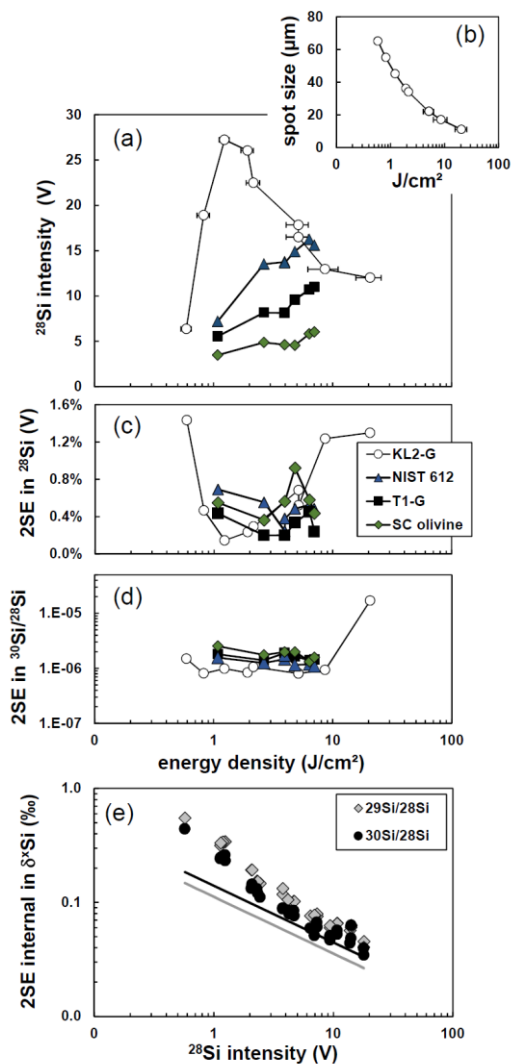 80
60
40
20
0
spot size (µm)
(b)
0
1
10
100
J/cm²
30
25
20
15
10
5
0
²⁸Si intensity (V)
(a)
1.6%
1.2%
0.8%
0.4%
0.0%
2SE in ²⁸Si (V)
(c)
KL2-G
NIST 612
T1-G
SC olivine
1.E-05
1.E-06
1.E-07
2SE in ³⁰Si/²⁸Si
(d)
0
1
10
100
energy density (J/cm²)
1.0
0.1
0.0
2SE internal in δˣSi (‰)
(e)
29Si/28Si
30Si/28Si
0
1
10
100
²⁸Si intensity (V)